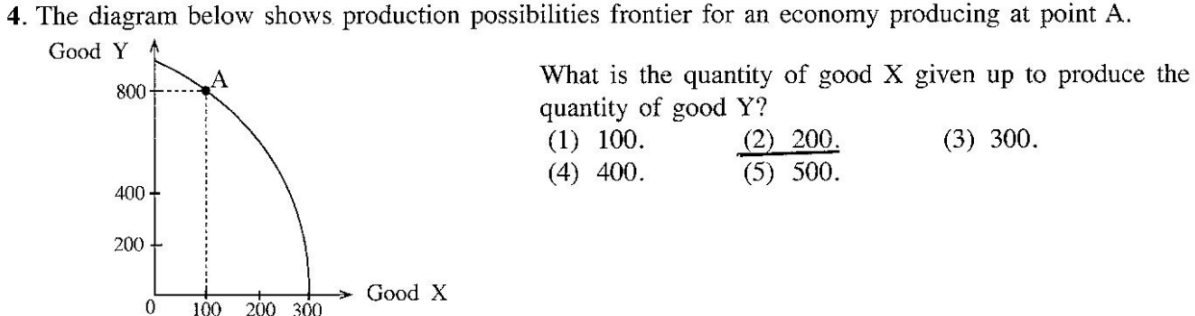 4. The diagram below shows production possibilities frontier for an economy producing at point A.
Good Y
A
800
400
200
0 100 200 300
Good X
What is the quantity of good X given up to produce the
quantity of good Y?
(1) 100. (2) 200. (3) 300.
(4) 400. (5) 500.